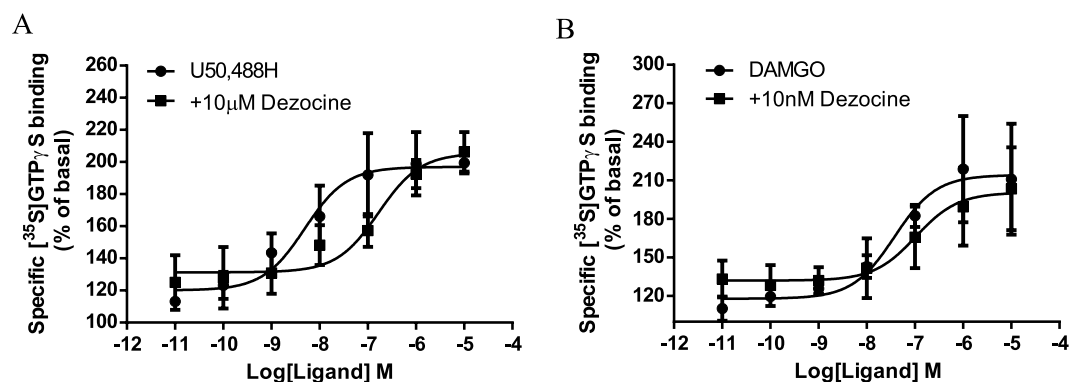 A
Specific [³⁵S]GTPγ S binding
(% of basal)
260
240
220
200
180
160
140
120
100
U50,488H
+10μM Dezocine
-12 -11 -10 -9 -8 -7 -6 -5 -4
Log[Ligand] M
B
Specific [³⁵S]GTPγ S binding
(% of basal)
300
270
240
210
180
150
120
DAMGO
+10nM Dezocine
-12 -11 -10 -9 -8 -7 -6 -5 -4
Log[Ligand] M